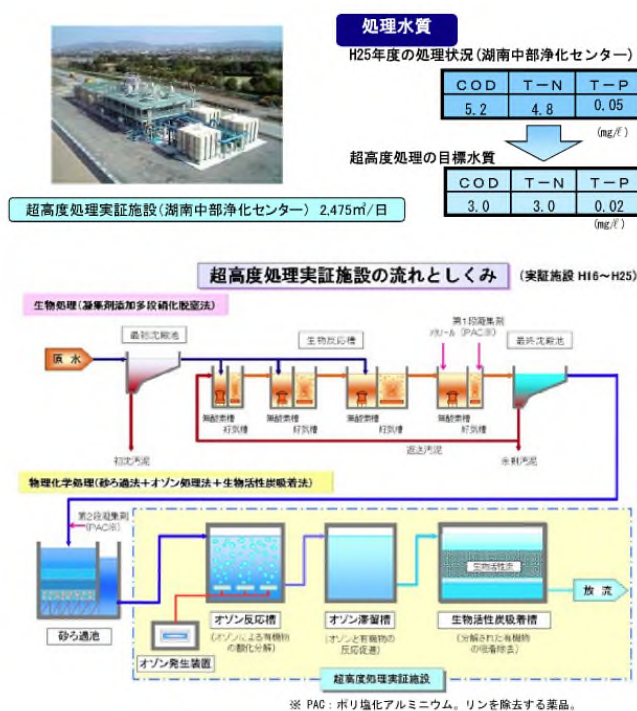 処理水質
H25年度の処理状況(湖南中部浄化センター)
COD T-N T-P
5.2 4.8 0.05
(mg/ℓ)
超高度処理の目標水質
COD T-N T-P
3.0 3.0 0.02
(mg/ℓ)
超高度処理実証施設(湖南中部浄化センター) 2,475㎥/日
超高度処理実証施設の流れとしくみ (実証施設 H16～H25)
生物処理(凝集剤添加多段硝化脱窒法)
第1段凝集剤
最初沈殿池 生物反応槽 メタノール (PAC※) 最終沈殿池
原水
無酸素槽 無酸素槽 無酸素槽 無酸素槽
好気槽 好気槽 好気槽 好気槽
返送汚泥
初沈汚泥 余剰汚泥
物理化学処理(砂ろ過法+オゾン処理法+生物活性炭吸着法)
第2段凝集剤
(PAC※)
生物活性炭
放流
砂ろ過池 オゾン反応槽 オゾン滞留槽 生物活性炭吸着槽
(オゾンによる有機物の酸化分解) (オゾンと有機物の反応促進) (分解された有機物の吸着除去)
オゾン発生装置
超高度処理実証施設
※ PAC：ポリ塩化アルミニウム。リンを除去する薬品。